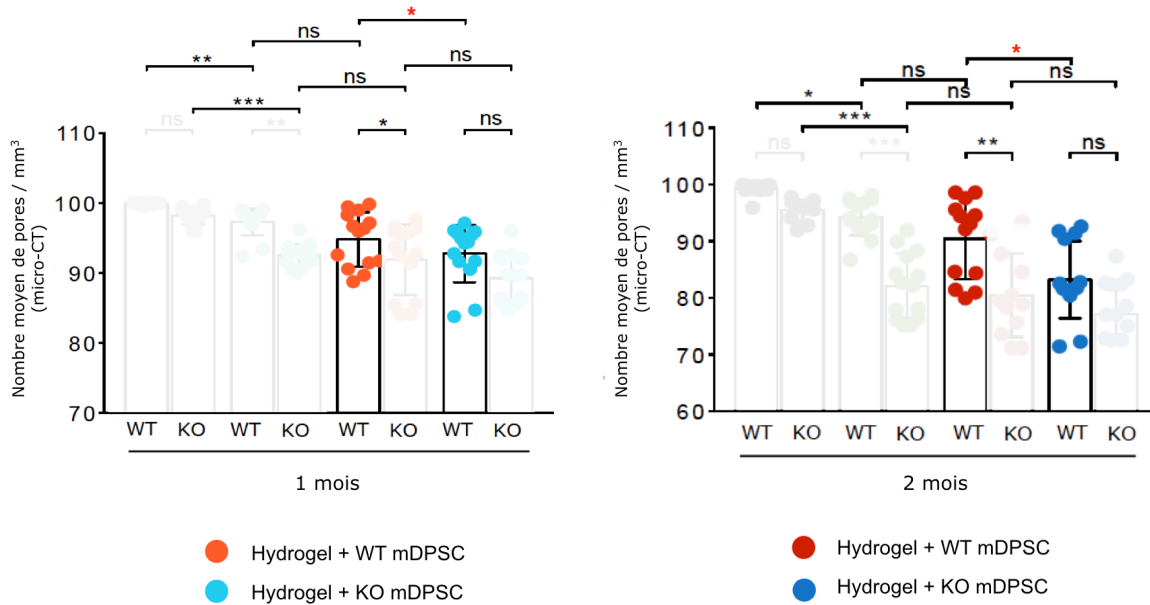 ns
*
ns
**
ns
***
ns
**
*
ns
110
100
90
80
70
Nombre moyen de pores / mm³
(micro-CT)
WT KO WT KO WT KO WT KO
1 mois
Hydrogel + WT mDPSC
Hydrogel + KO mDPSC
*
ns
ns
*
ns
***
ns
***
**
ns
110
100
90
80
70
60
Nombre moyen de pores / mm³
(micro-CT)
WT KO WT KO WT KO WT KO
2 mois
Hydrogel + WT mDPSC
Hydrogel + KO mDPSC